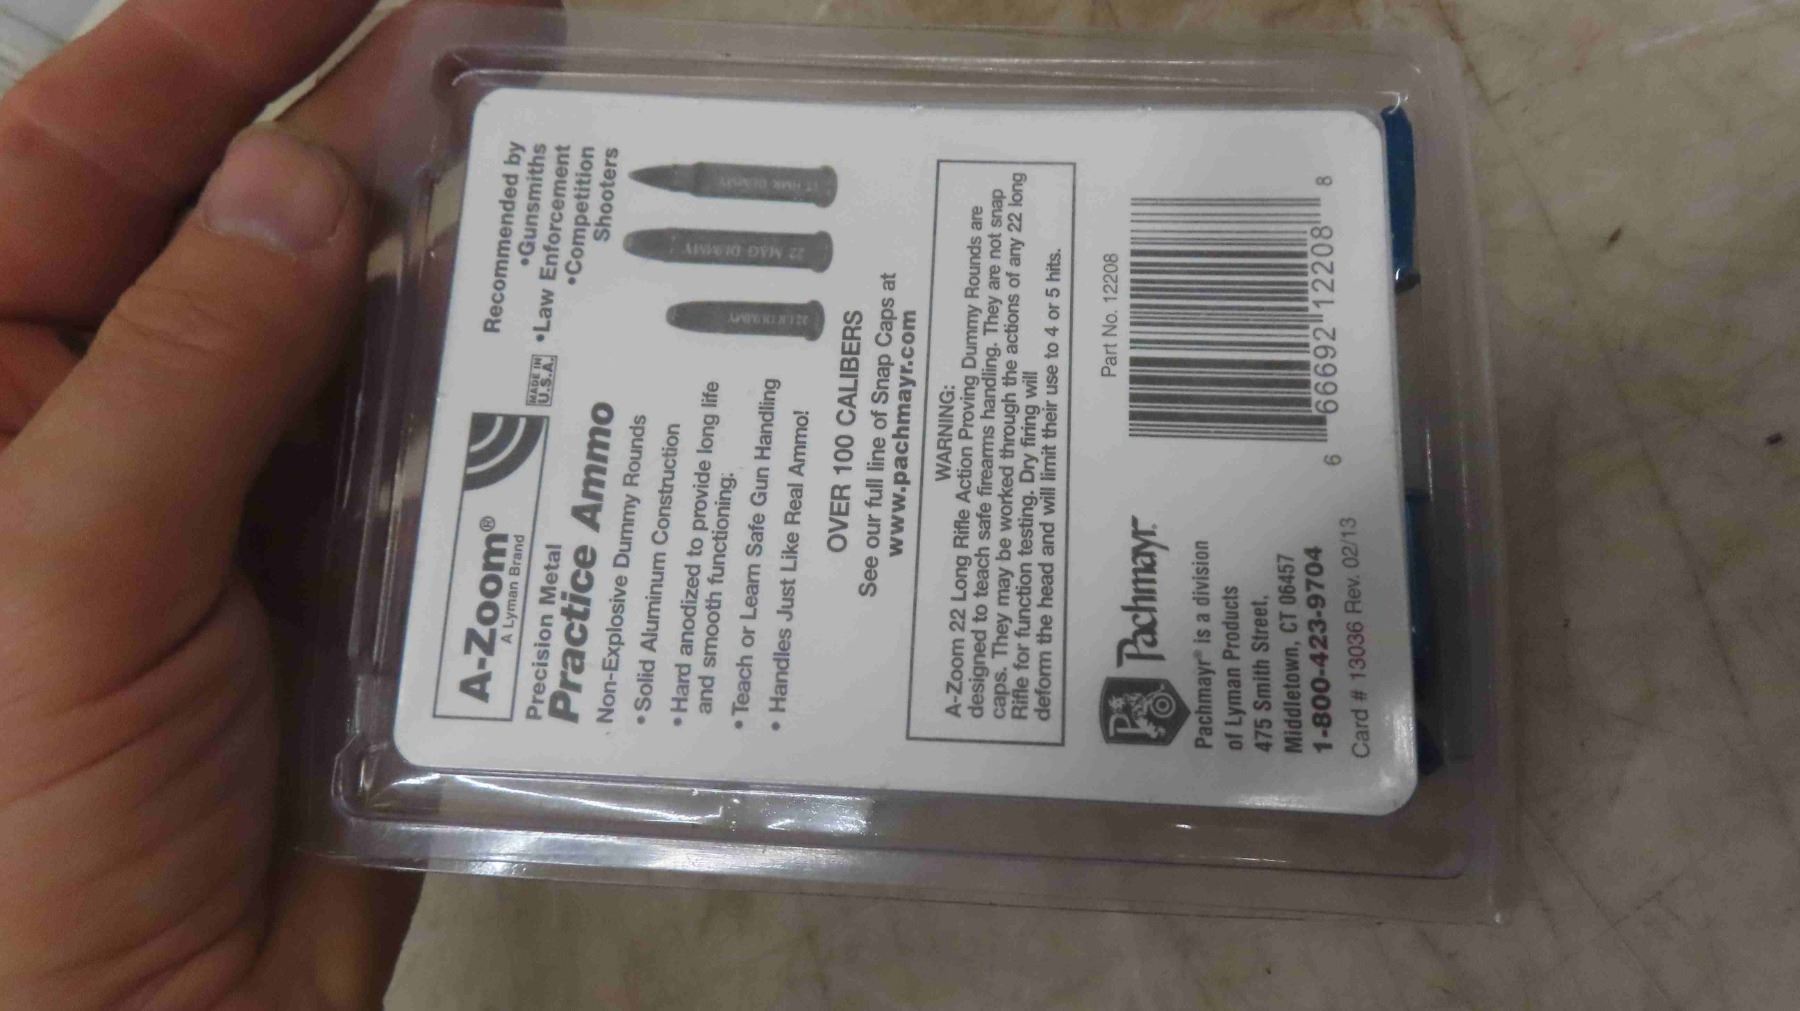 A-Zoom®
A Lyman Brand
MADE IN
U.S.A.
Precision Metal
Practice Ammo
Non-Explosive Dummy Rounds
• Solid Aluminum Construction
• Hard anodized to provide long life
and smooth functioning.
• Teach or Learn Safe Gun Handling
• Handles Just Like Real Ammo!
Recommended by
•Gunsmiths
•Law Enforcement
•Competition
Shooters
17 HMR DUMMY
22 MAG DUMMY
22 LR DUMMY
OVER 100 CALIBERS
See our full line of Snap Caps at
www.pachmayr.com
WARNING:
A-Zoom 22 Long Rifle Action Proving Dummy Rounds are
designed to teach safe firearms handling. They are not snap
caps. They may be worked through the actions of any 22 long
Rifle for function testing. Dry firing will
deform the head and will limit their use to 4 or 5 hits.
Pachmayr®
Pachmayr® is a division
of Lyman Products
475 Smith Street,
Middletown, CT 06457
1-800-423-9704
Card # 13036 Rev. 02/13
Part No. 12208
6 66692 12208 8